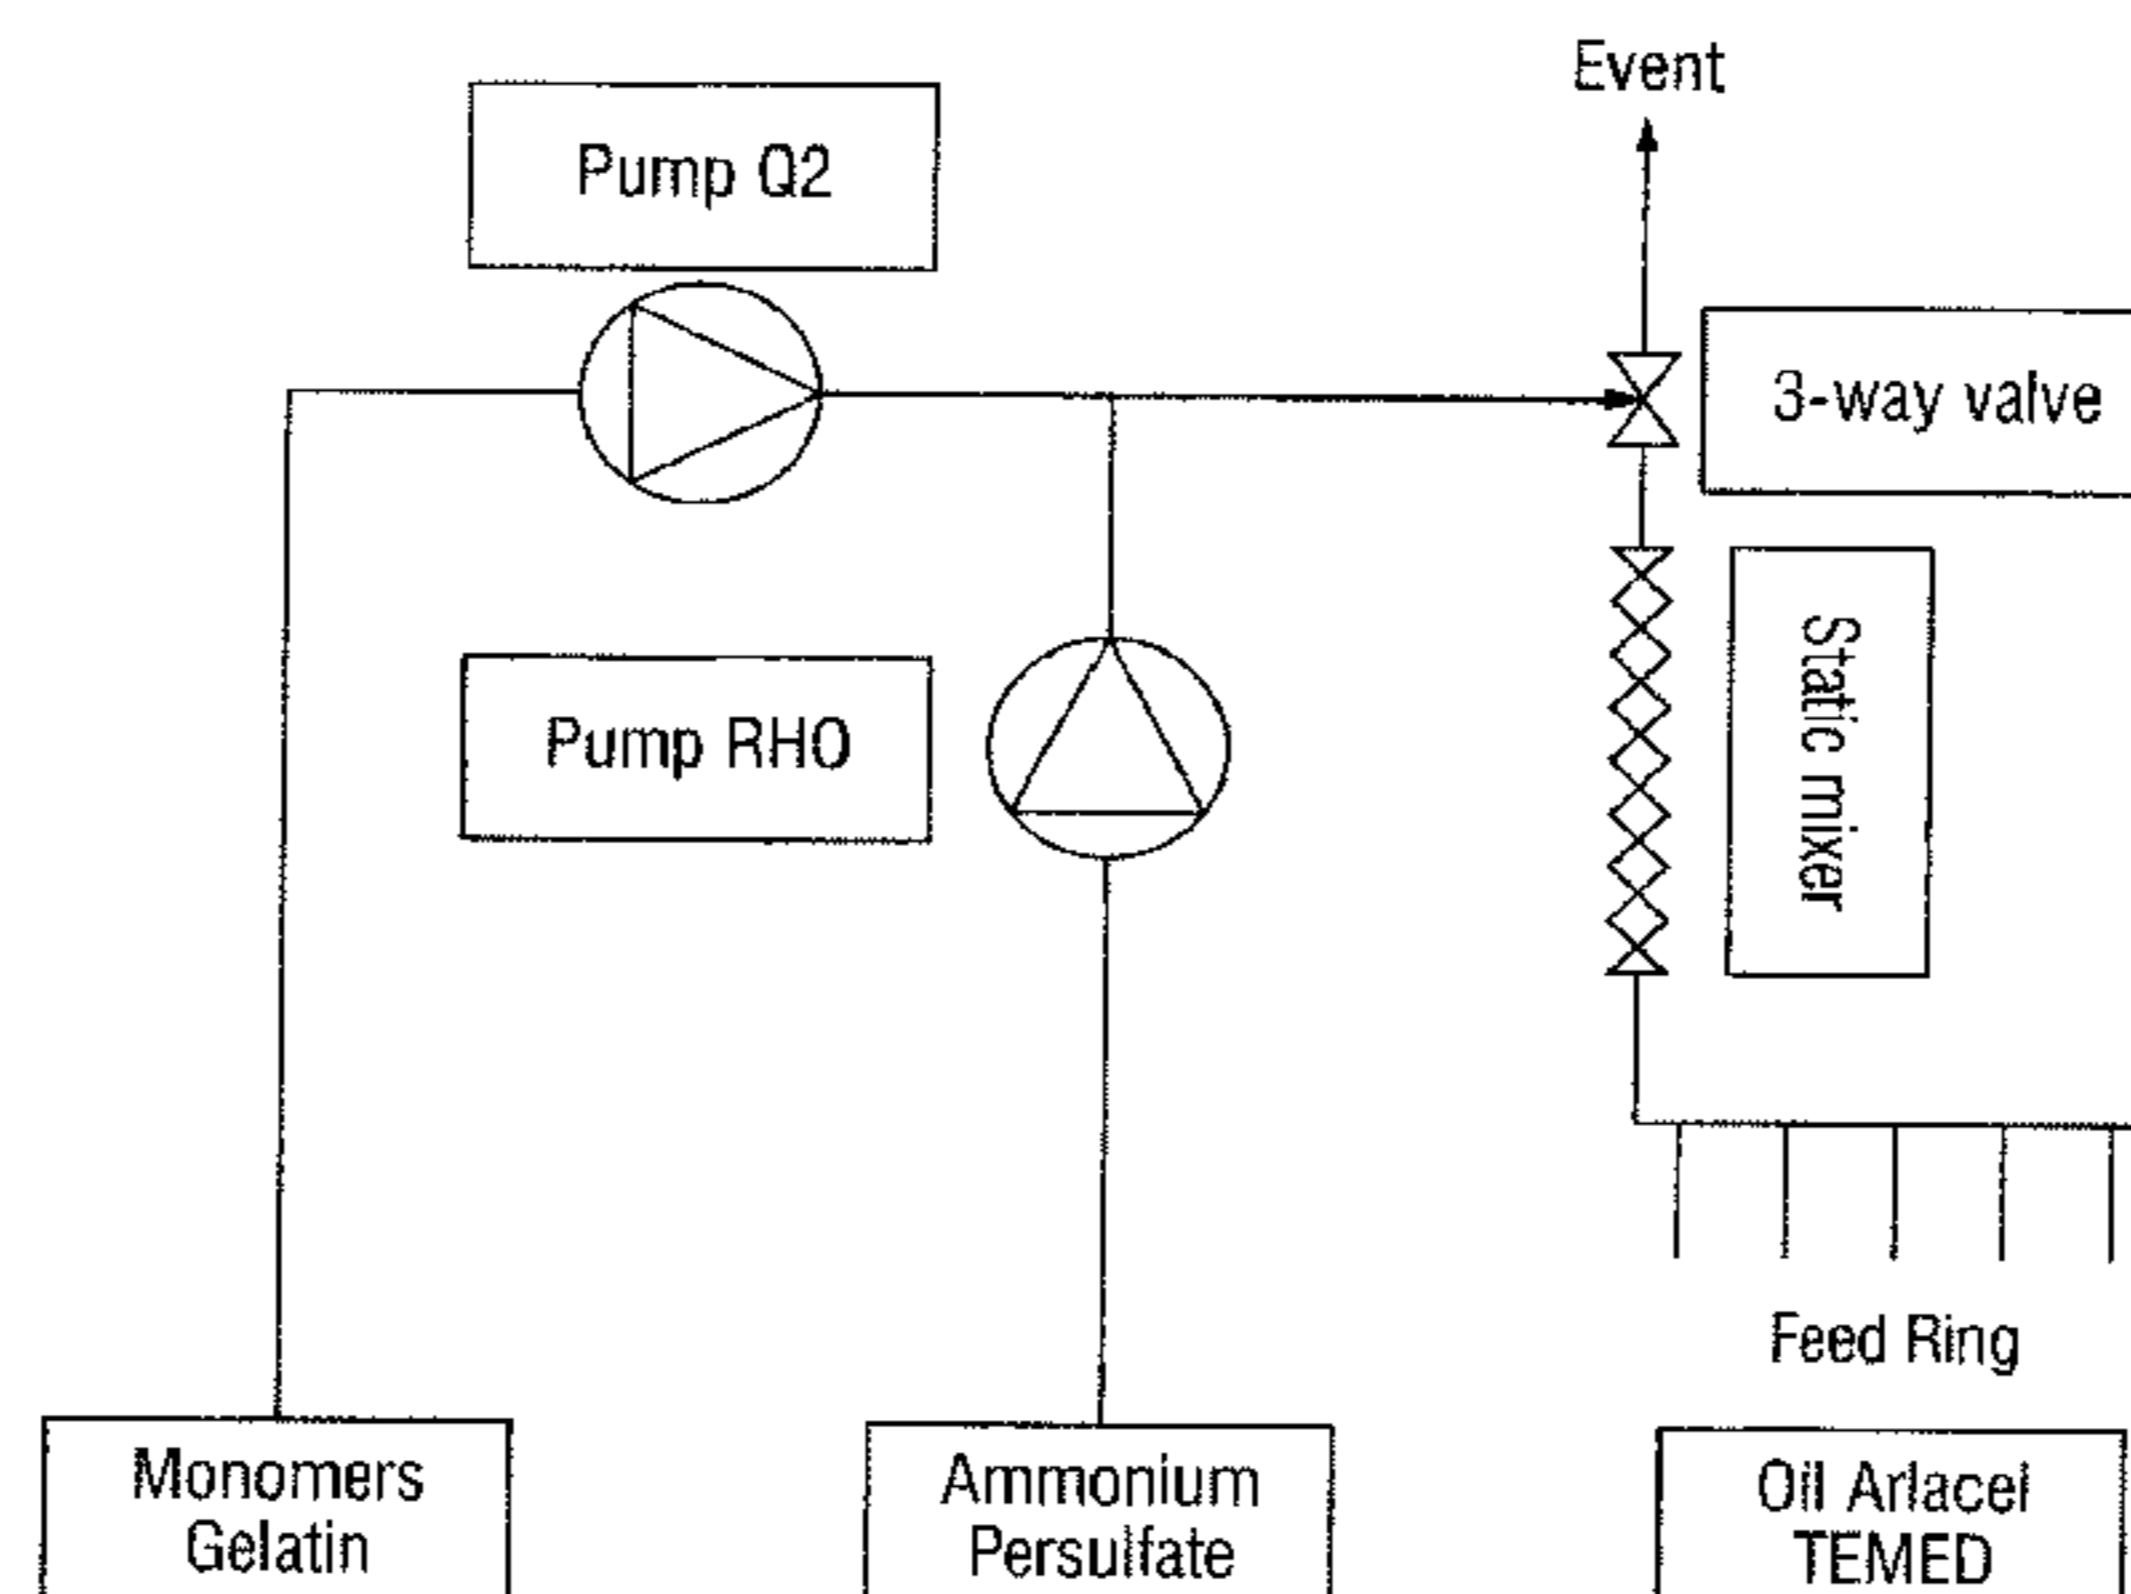 Event
Pump Q2
3-way valve
Static mixer
Pump RHO
Feed Ring
Monomers
Gelatin
Ammonium
Persulfate
Oil Arlacel
TEMED